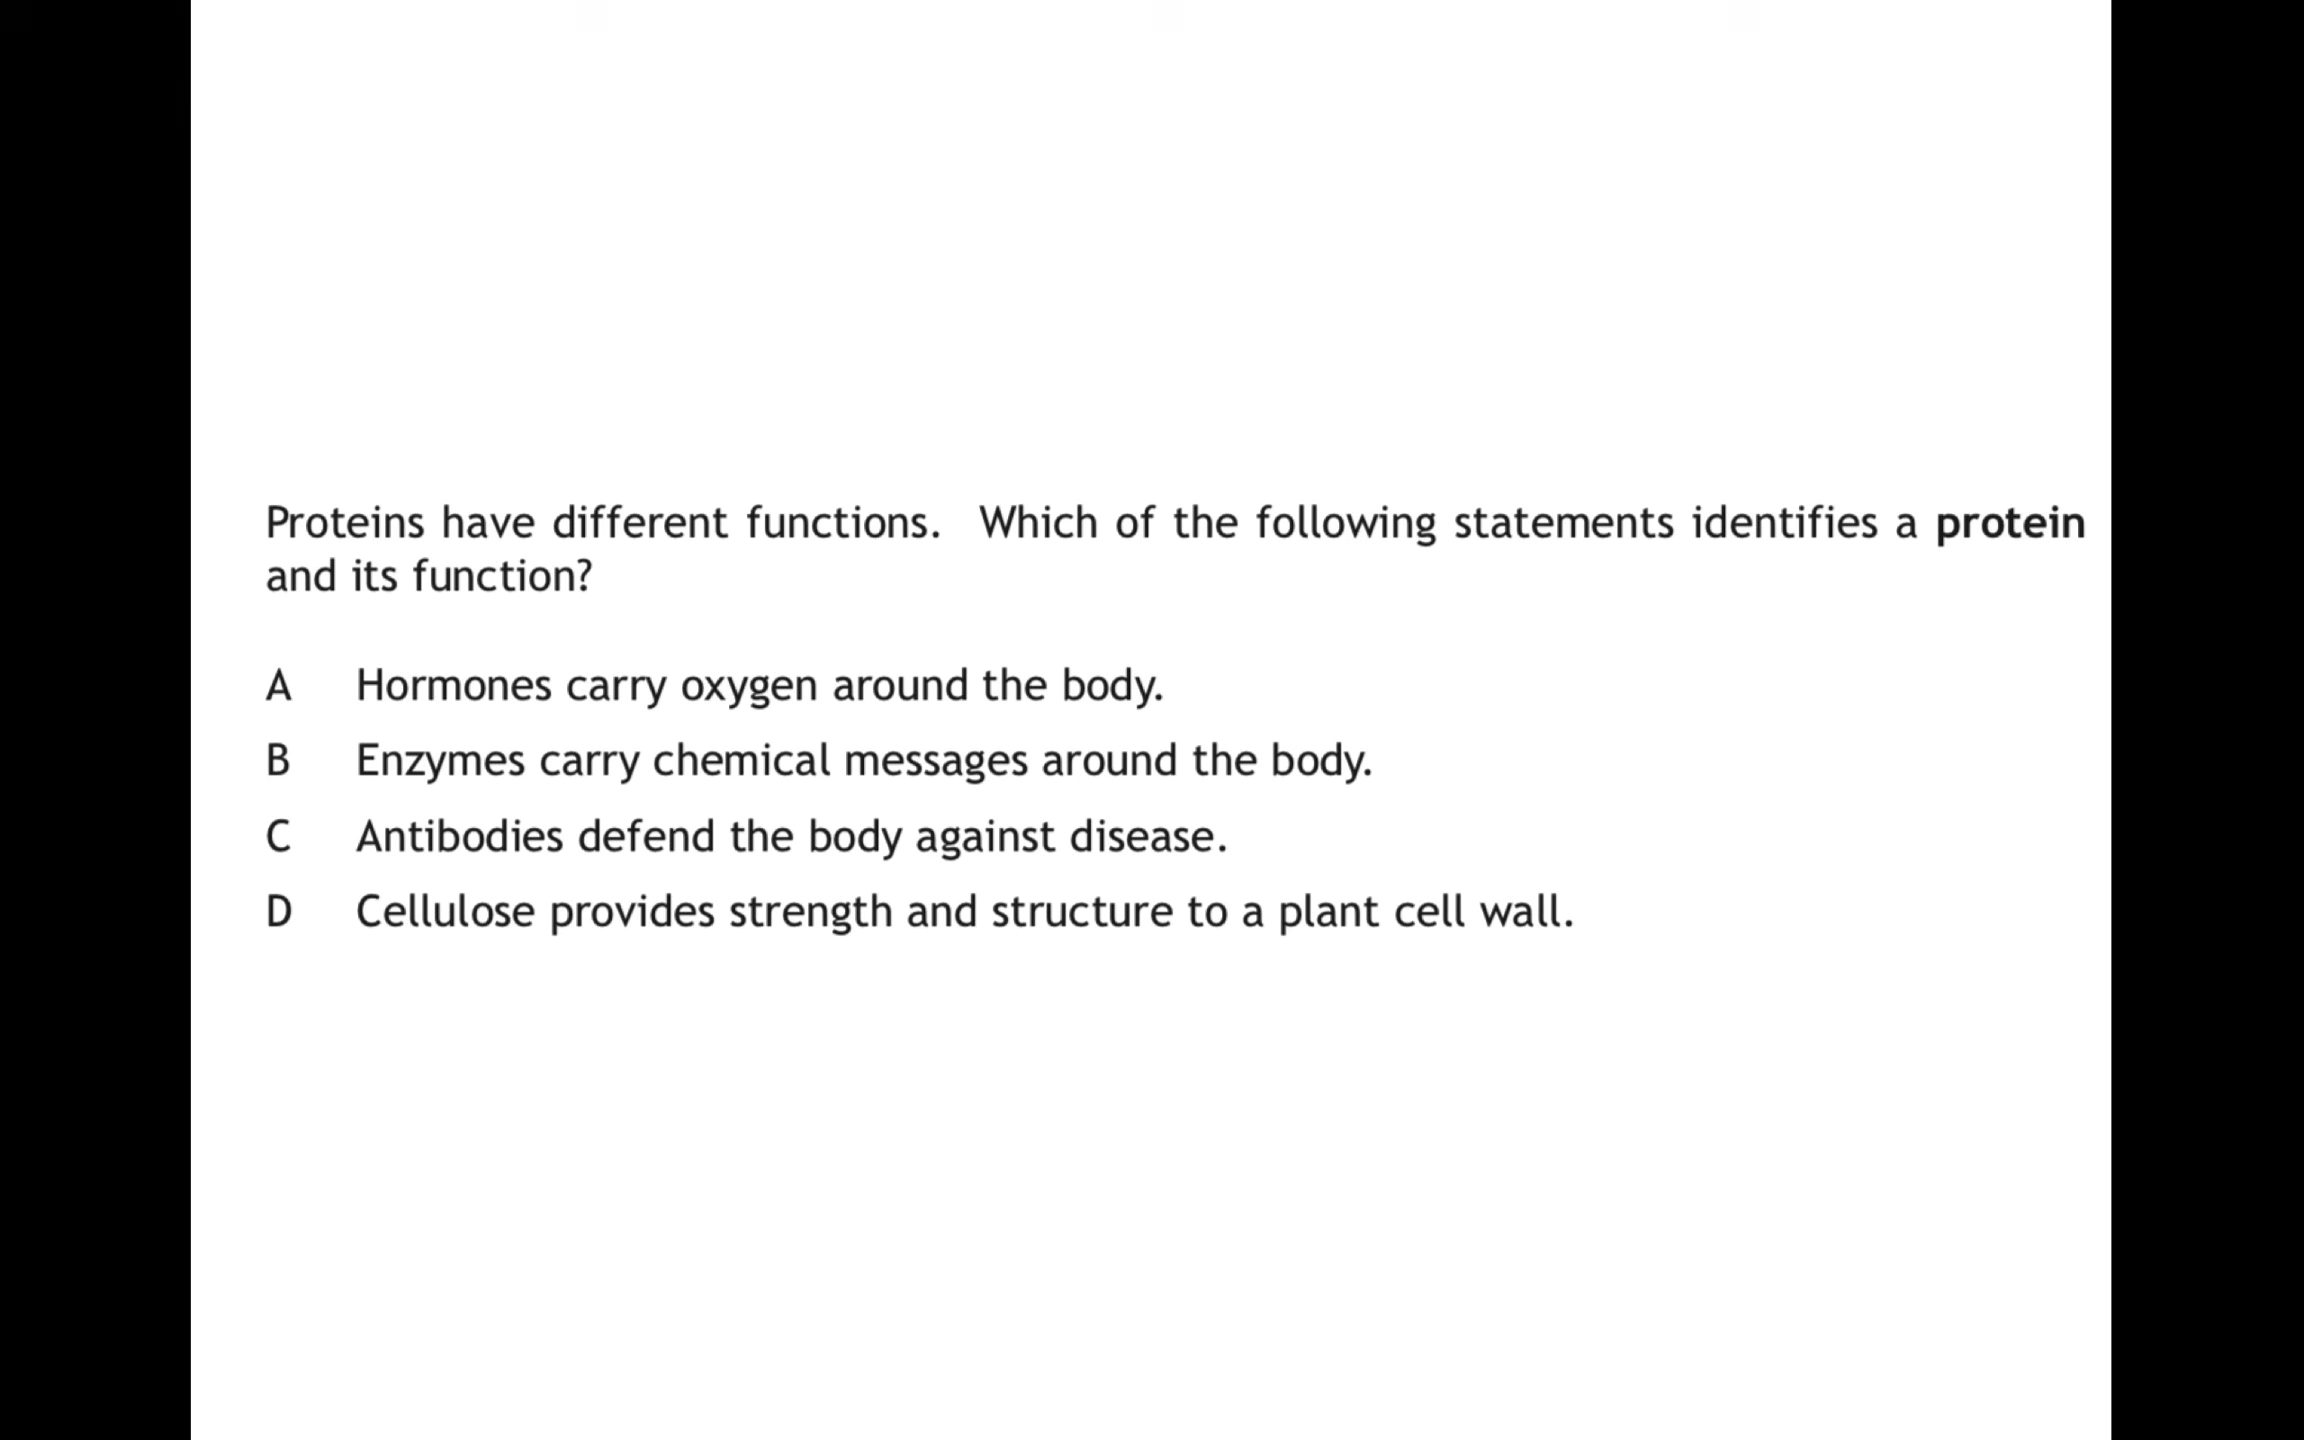 Proteins have different functions. Which of the following statements identifies a protein
and its function?
A Hormones carry oxygen around the body.
B Enzymes carry chemical messages around the body.
C Antibodies defend the body against disease.
D Cellulose provides strength and structure to a plant cell wall.